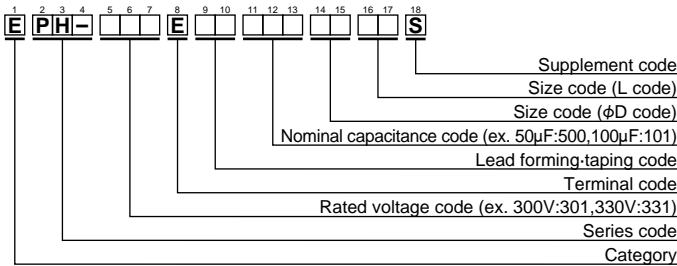 1 2 3 4 5 6 7 8 9 10 11 12 13 14 15 16 17 18
E PH− E S
Supplement code
Size code (L code)
Size code (ϕD code)
Nominal capacitance code (ex. 50μF:500,100μF:101)
Lead forming·taping code
Terminal code
Rated voltage code (ex. 300V:301,330V:331)
Series code
Category